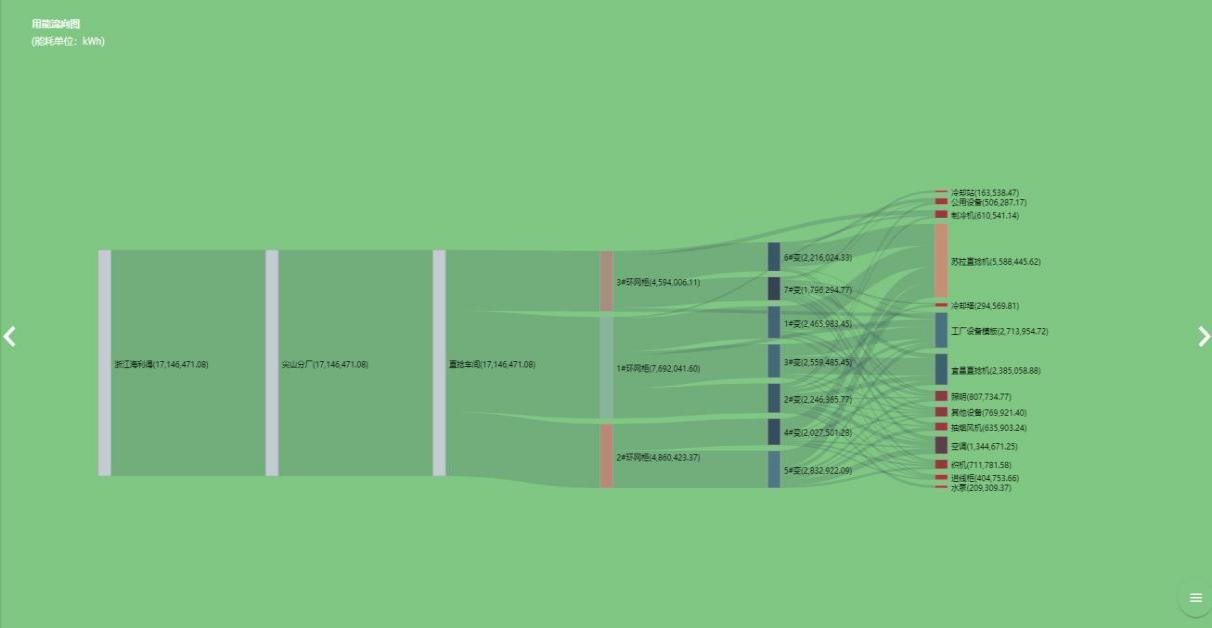 用能流向图
(能耗单位：kWh)
浙江海利得(17,146,471.08)
尖山分厂(17,146,471.08)
直捻车间(17,146,471.08)
3#环网柜(4,594,006.11)
1#环网柜(7,692,041.60)
2#环网柜(4,860,423.37)
6#变(2,216,024.33)
7#变(1,796,294.77)
1#变(2,465,983.45)
3#变(2,559,485.45)
2#变(2,246,365.77)
4#变(2,027,501.28)
5#变(2,832,922.09)
冷却站(163,538.47)
公用设备(506,287.17)
制冷机(610,541.14)
苏拉直捻机(5,588,445.62)
冷却塔(294,569.81)
工厂设备模板(2,713,954.72)
宜昌直捻机(2,385,058.88)
照明(807,734.77)
其他设备(769,921.40)
抽烟风机(635,903.24)
空调(1,344,671.25)
织机(711,781.58)
进线柜(404,753.66)
水泵(209,309.37)